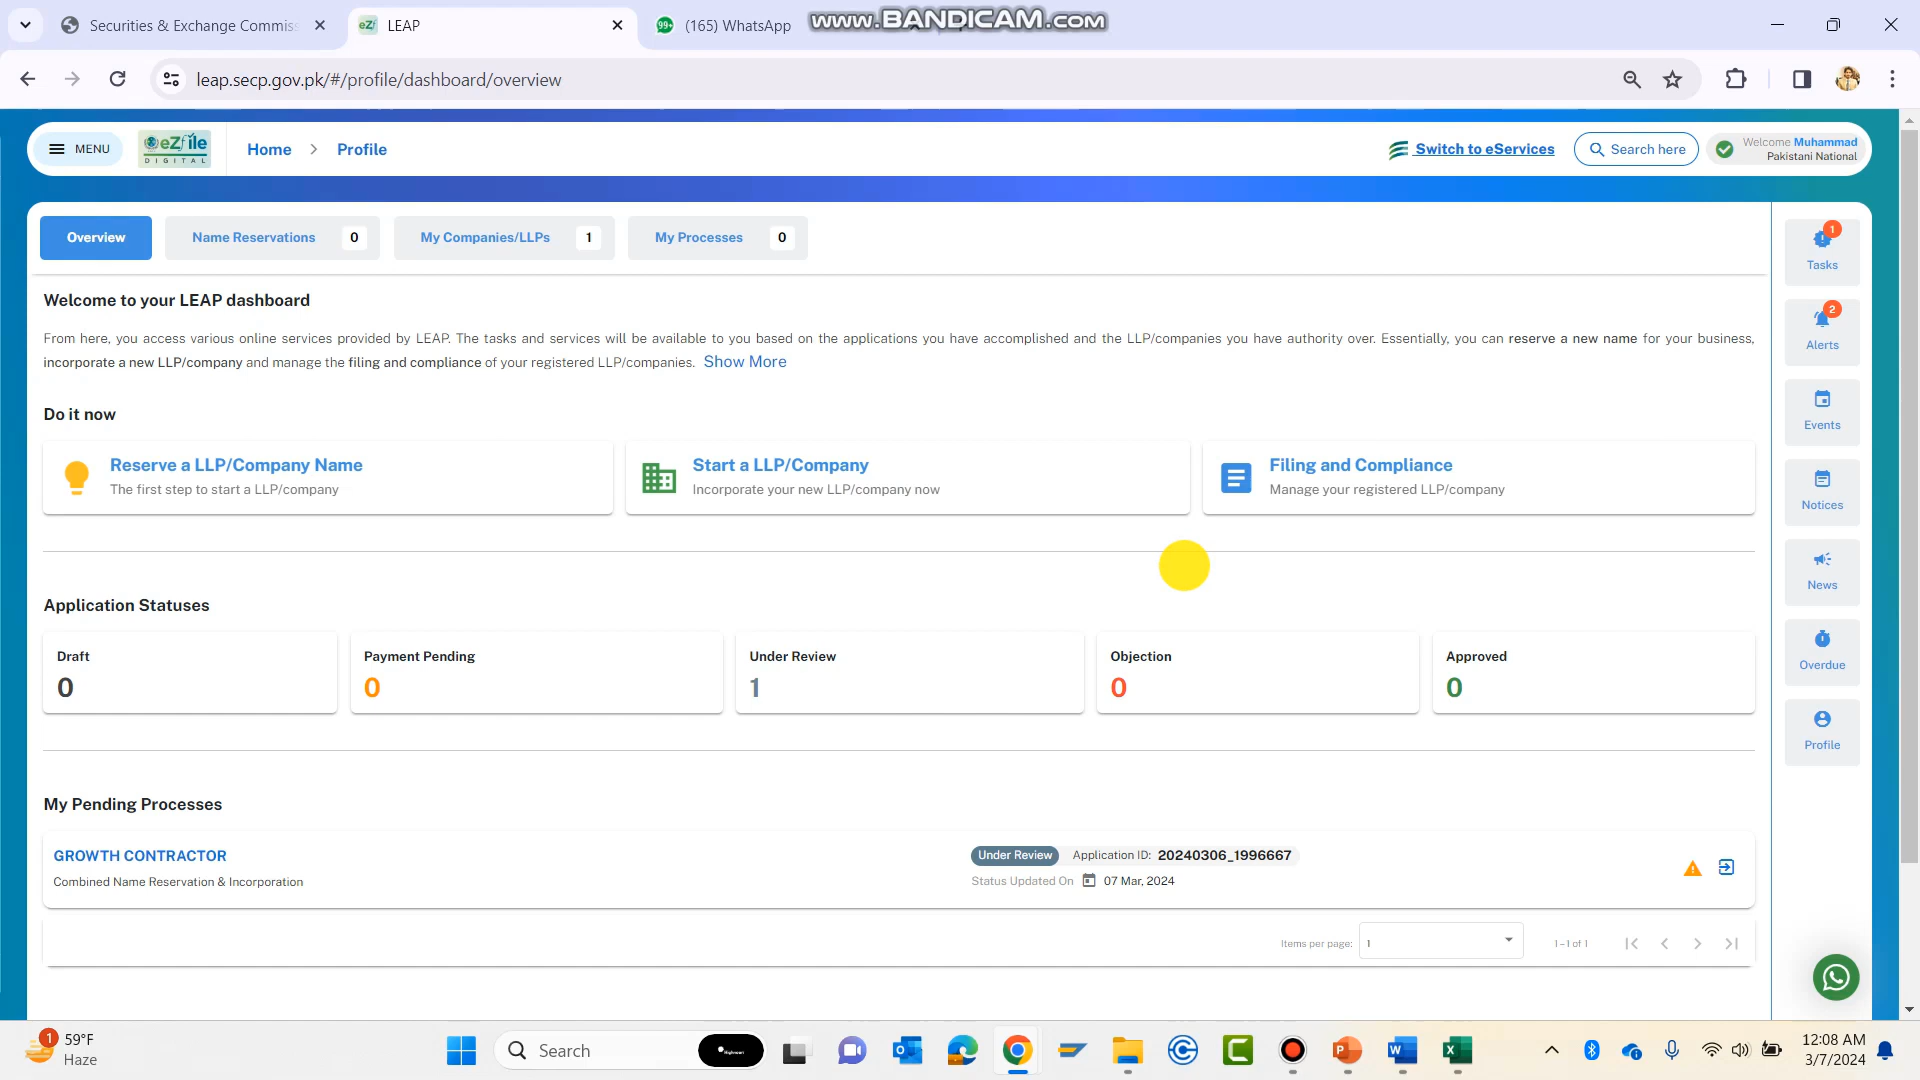 Securities & Exchange Commis
LEAP
(165) WhatsApp
www.BANDICAM.com
leap.secp.gov.pk/#/profile/dashboard/overview
MENU
eZfile
DIGITAL
Home > Profile
Switch to eServices
Search here
Welcome Muhammad
Pakistani National
Overview
Name Reservations 0
My Companies/LLPs 1
My Processes 0
1
Tasks
2
Alerts
Events
Notices
News
Overdue
Profile
Welcome to your LEAP dashboard
From here, you access various online services provided by LEAP. The tasks and services will be available to you based on the applications you have accomplished and the LLP/companies you have authority over. Essentially, you can reserve a new name for your business,
incorporate a new LLP/company and manage the filing and compliance of your registered LLP/companies. Show More
Do it now
Reserve a LLP/Company Name
The first step to start a LLP/company
Start a LLP/Company
Incorporate your new LLP/company now
Filing and Compliance
Manage your registered LLP/company
Application Statuses
Draft
0
Payment Pending
0
Under Review
1
Objection
0
Approved
0
My Pending Processes
GROWTH CONTRACTOR
Combined Name Reservation & Incorporation
Under Review Application ID: 20240306_1996667
Status Updated On 07 Mar, 2024
Items per page: 1
1 – 1 of 1
1
59°F
Haze
Search
12:08 AM
3/7/2024